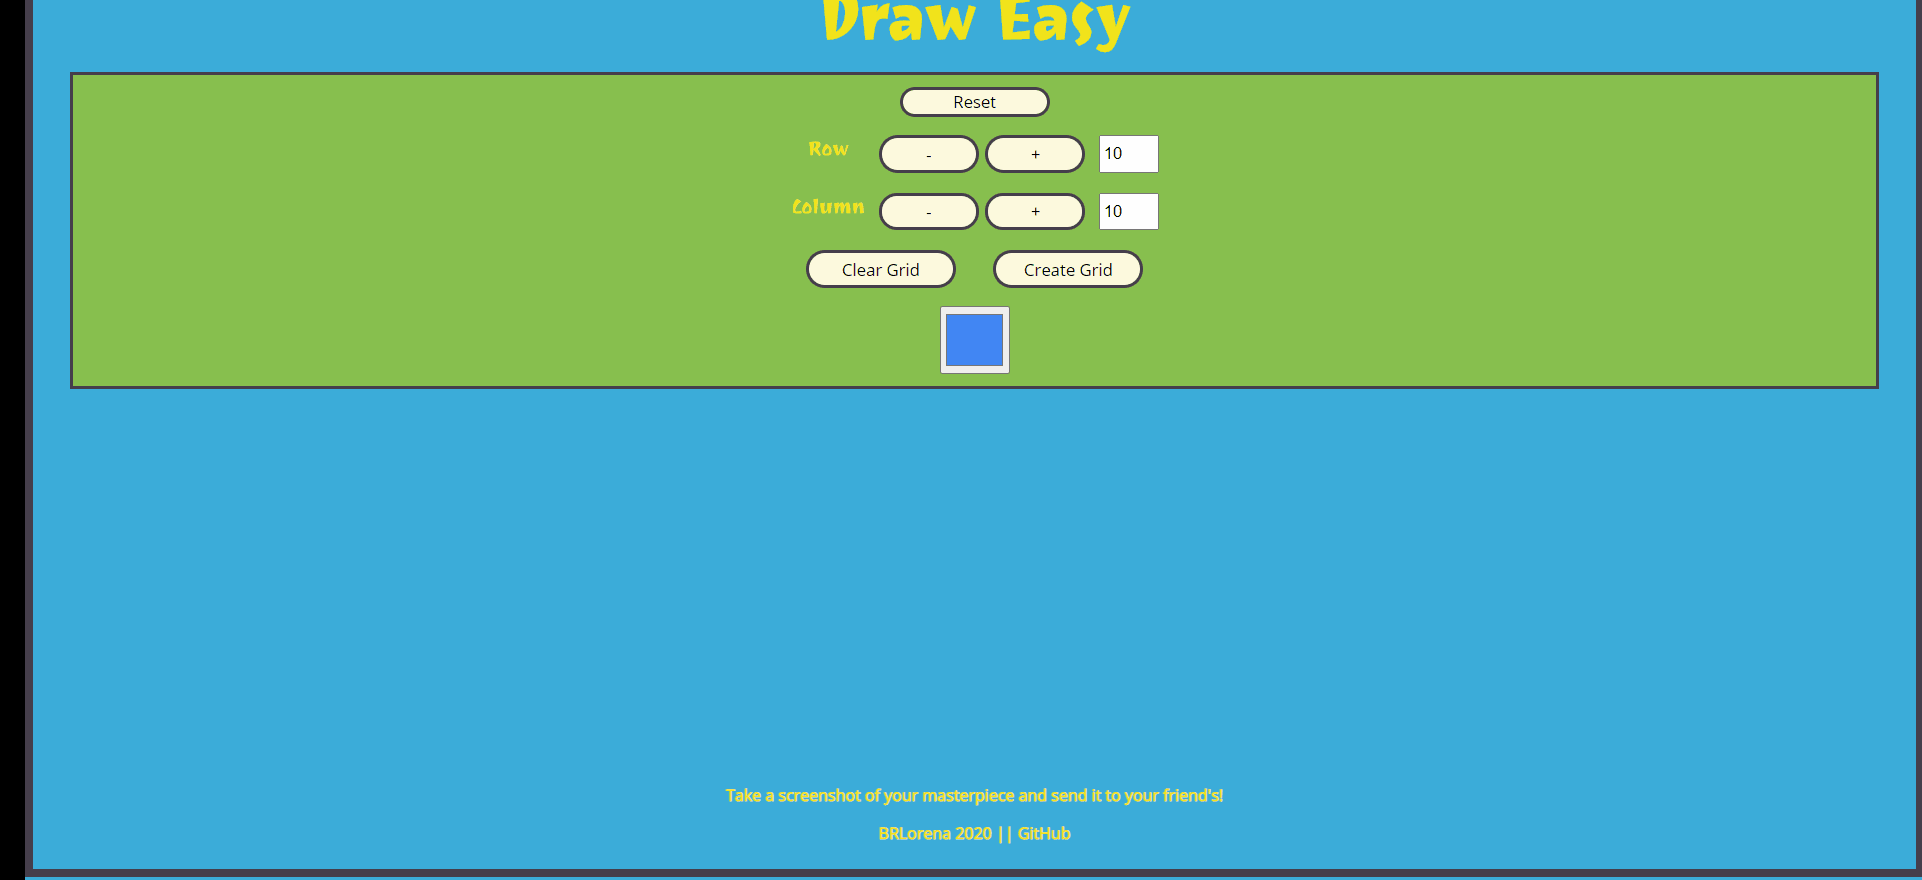 Draw Easy
Reset
Row - + 10
Column - + 10
Clear Grid Create Grid
Take a screenshot of your masterpiece and send it to your friend's!
BRLorena 2020 || GitHub